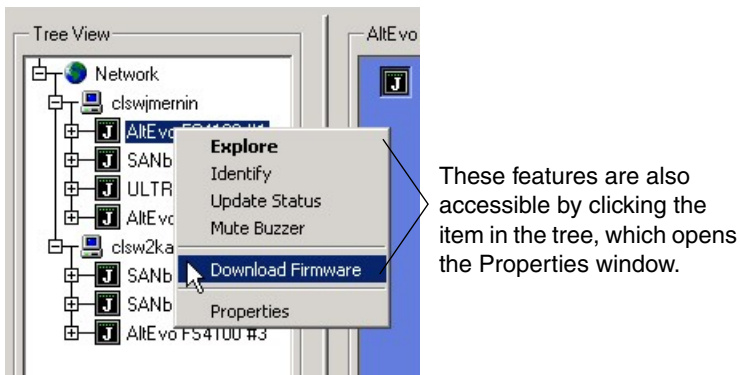 Tree View
AltEvo
Network
J
clswjmernin
J AltEvo FS4100 #1
J SANb
J ULTR
J AltEvo
clsw2ka
J SANb
J SANb
J AltEvo FS4100 #3
Explore
Identify
Update Status
Mute Buzzer
Download Firmware
Properties
These features are also
accessible by clicking the
item in the tree, which opens
the Properties window.